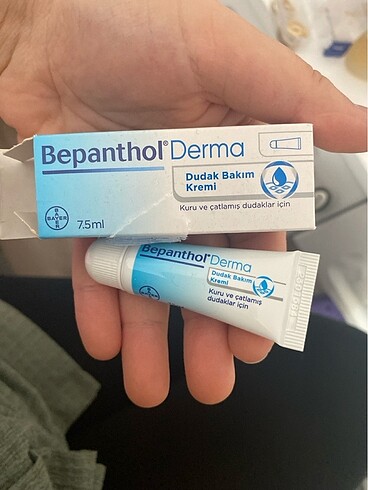 Bepanthol® Derma
Dudak Bakım
Kremi
Kuru ve çatlamış dudaklar için
BAYER
7.5ml
Bepanthol® Derma
Dudak Bakım
Kremi
Kuru ve çatlamış
dudaklar için